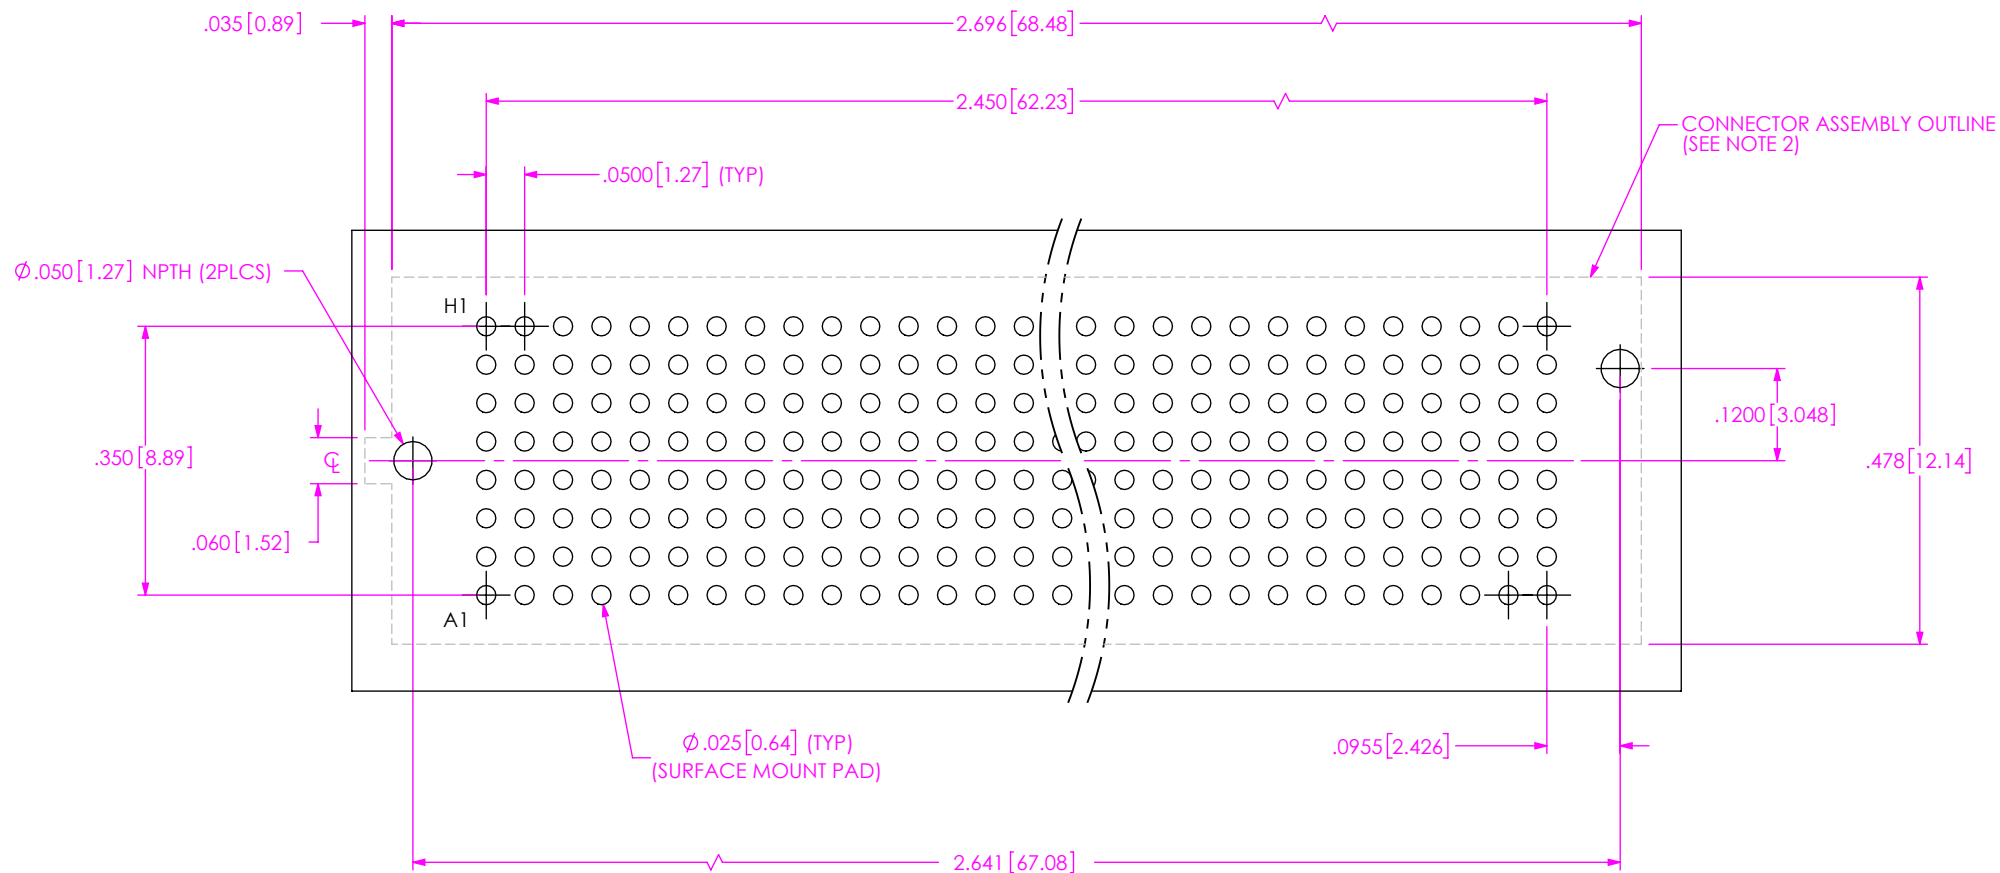 .035[0.89]
2.696[68.48]
2.450[62.23]
CONNECTOR ASSEMBLY OUTLINE
(SEE NOTE 2)
.0500[1.27] (TYP)
Ø.050[1.27] NPTH (2PLCS)
H1
.1200[3.048]
.350[8.89]
℄
.478[12.14]
.060[1.52]
A1
Ø.025[0.64] (TYP)
(SURFACE MOUNT PAD)
.0955[2.426]
2.641[67.08]